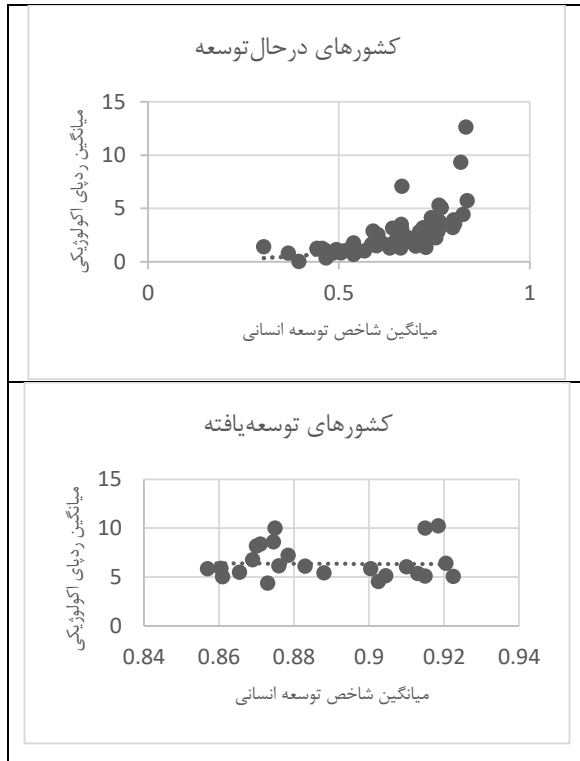 کشورهای درحال‌توسعه
میانگین ردپای اکولوژیکی
15
10
5
0
0
0.5
1
میانگین شاخص توسعه انسانی
کشورهای توسعه‌یافته
میانگین ردپای اکولوژیکی
15
10
5
0
0.84
0.86
0.88
0.9
0.92
0.94
میانگین شاخص توسعه انسانی